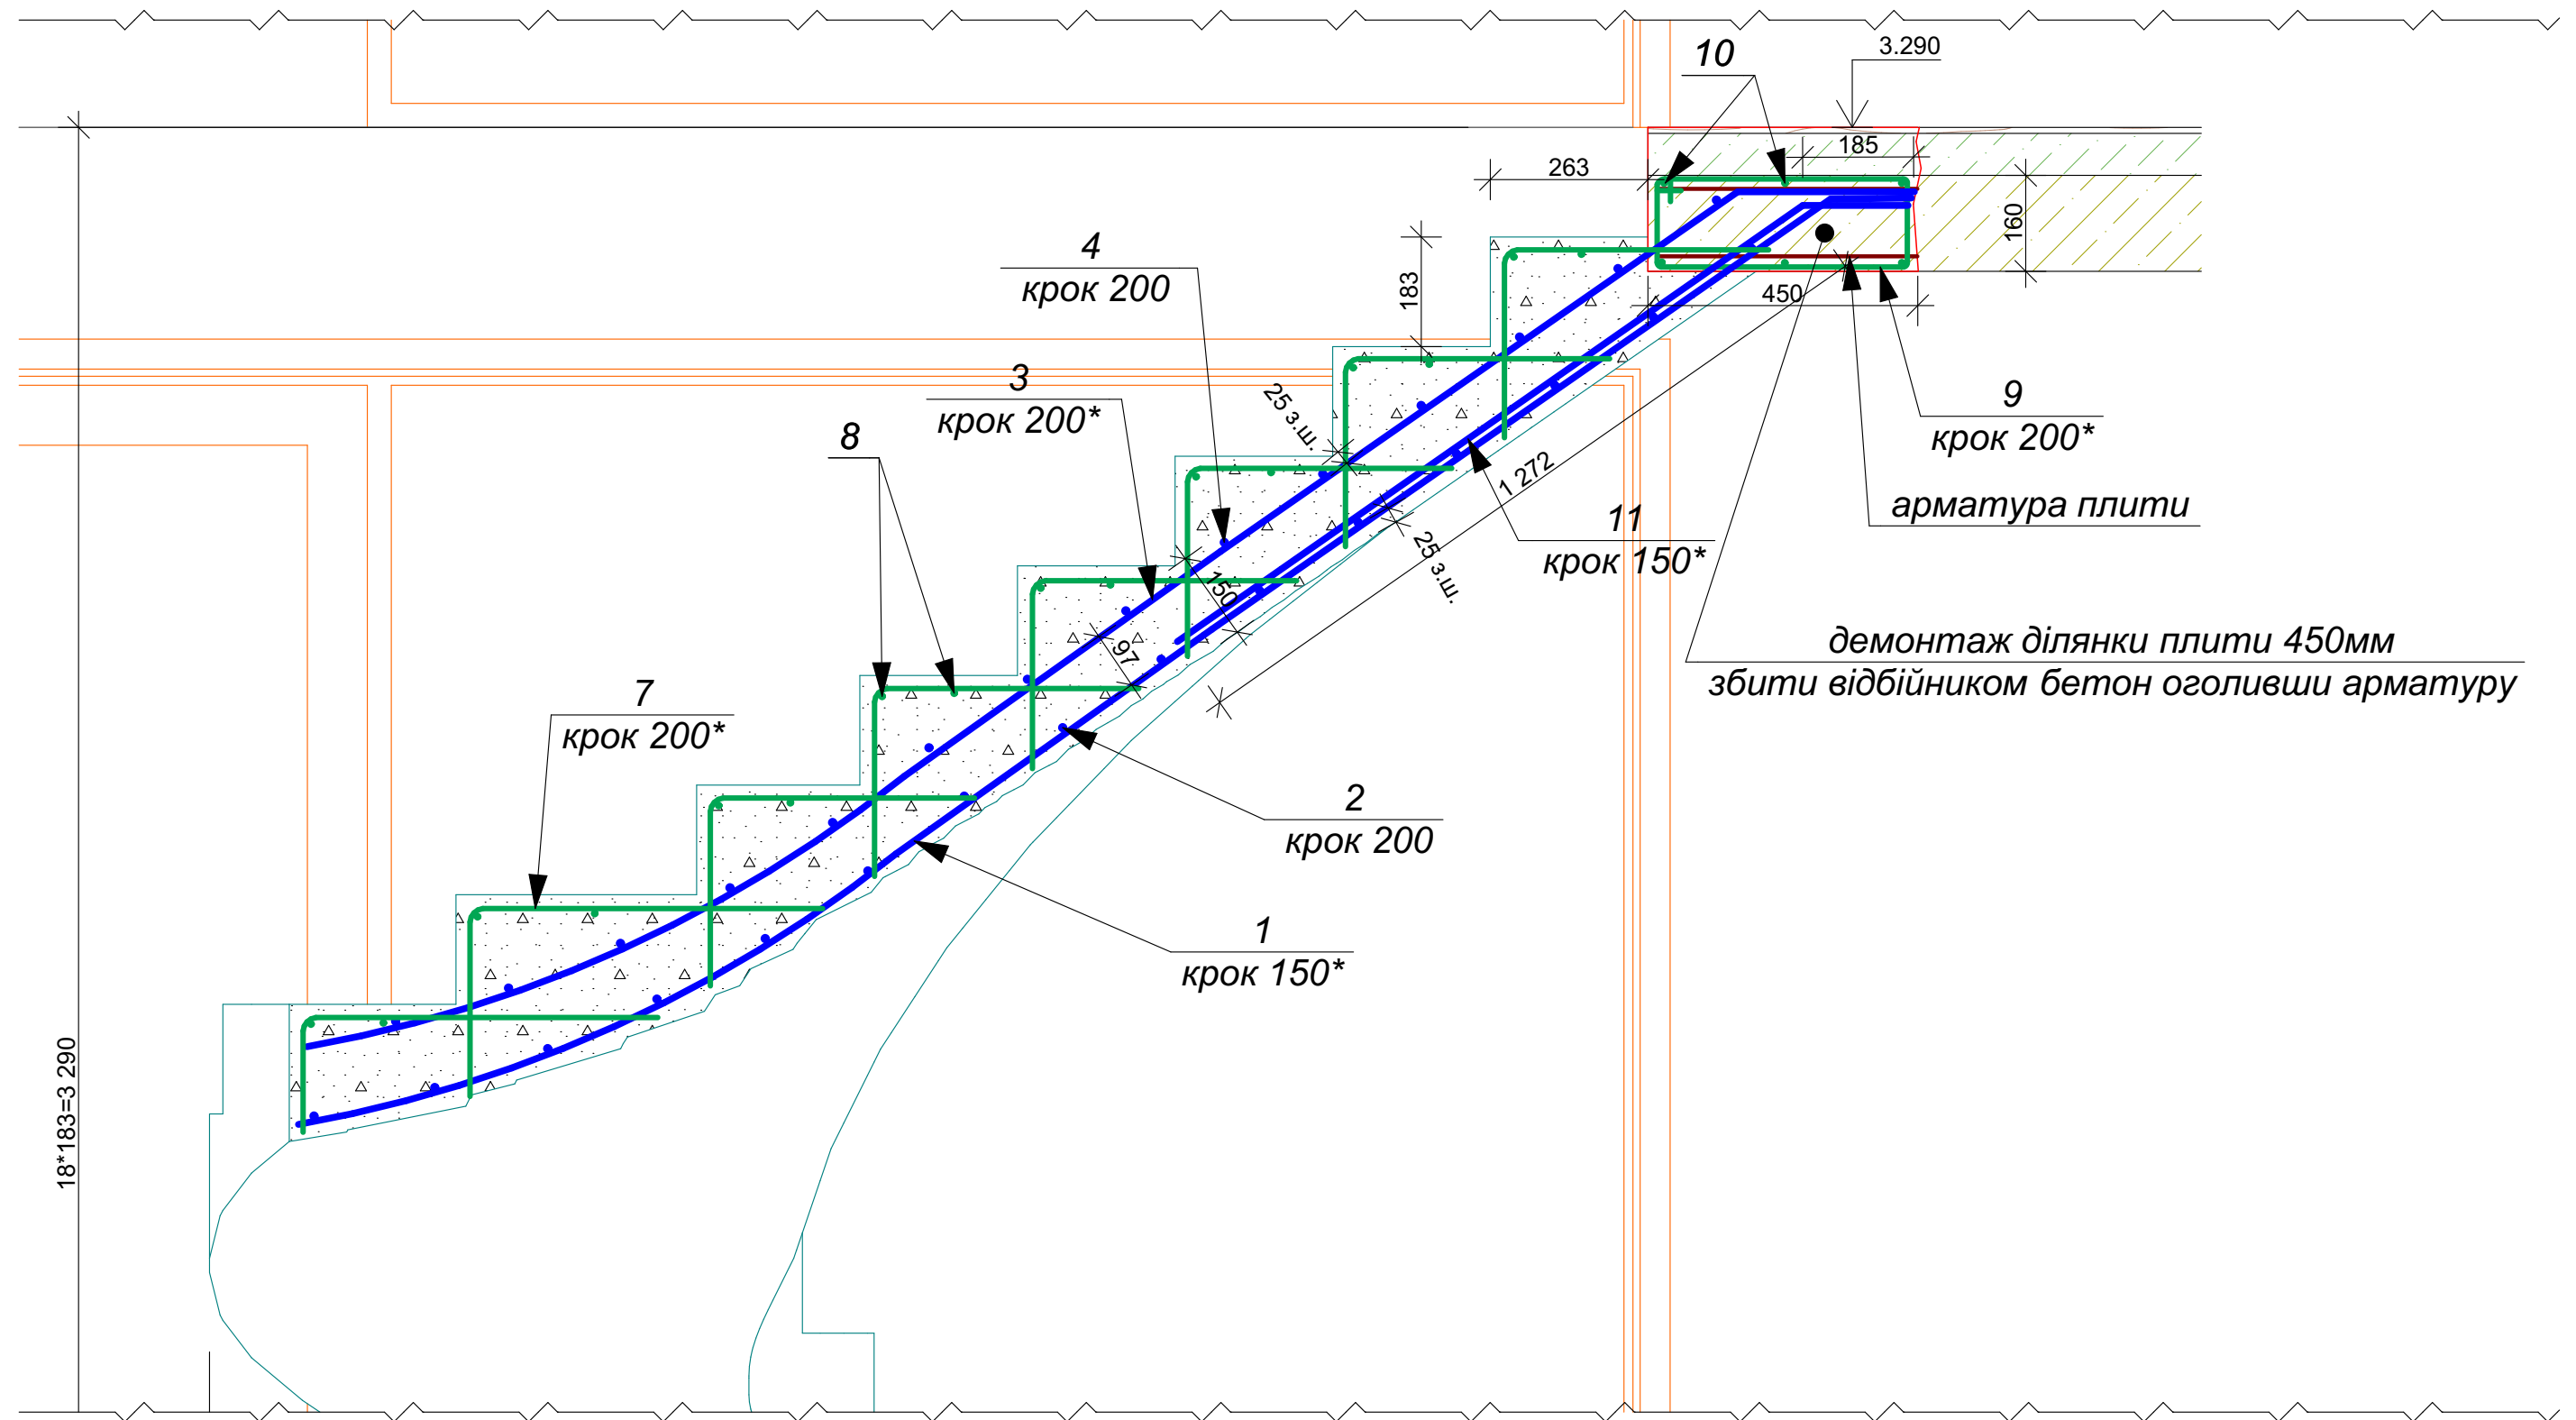 10
3.290
185
263
160
4
крок 200
183
450
3
крок 200*
25 з.ш.
9
крок 200*
8
1 272
арматура плити
11
крок 150*
25 з.ш.
150
97
демонтаж ділянки плити 450мм
збити відбійником бетон оголивши арматуру
7
крок 200*
2
крок 200
1
крок 150*
18*183=3 290